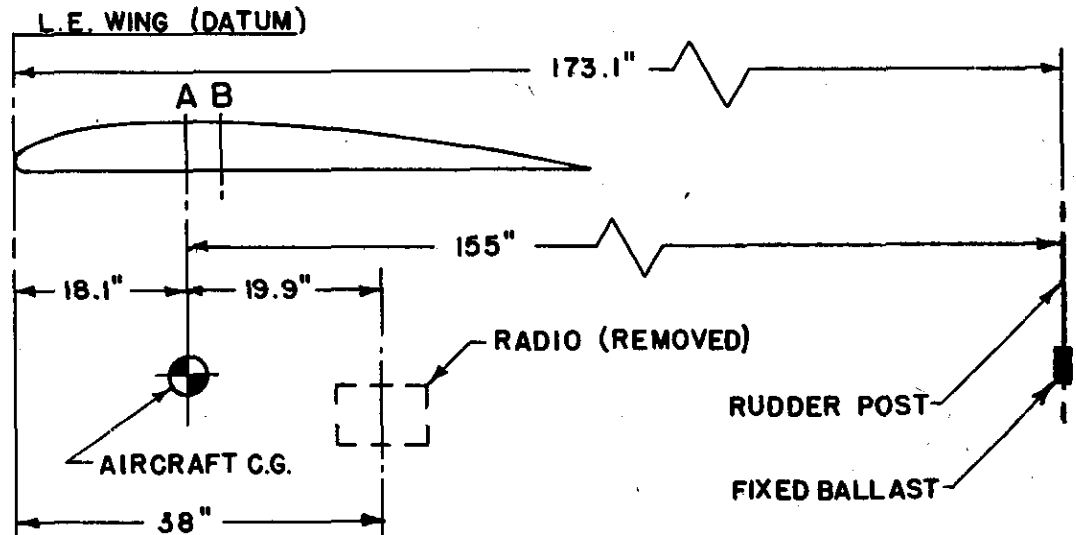 L.E. WING (DATUM)
173.1"
A B
155"
18.1"
19.9"
RADIO (REMOVED)
RUDDER POST
AIRCRAFT C.G.
FIXED BALLAST
38"